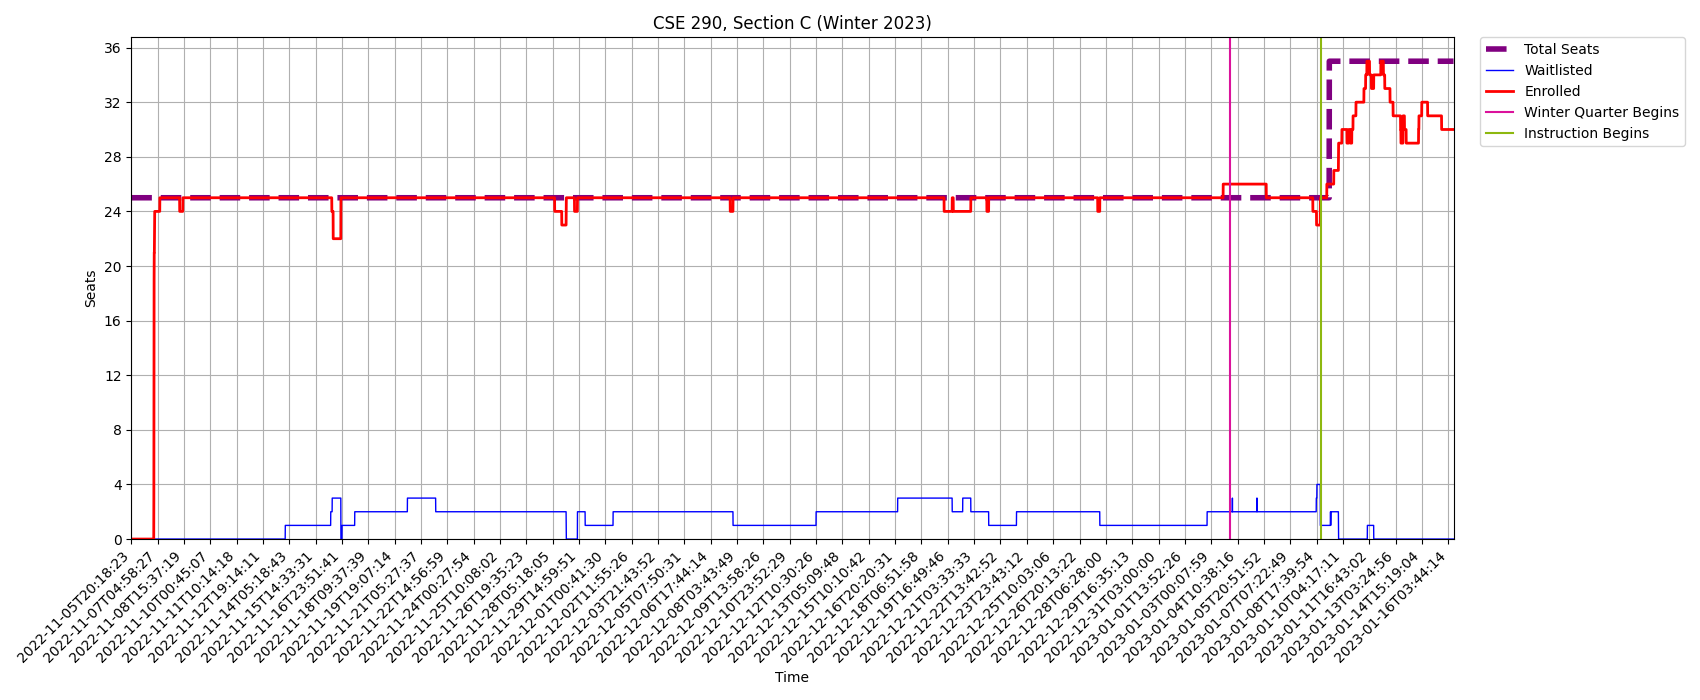 CSE 290, Section C (Winter 2023)
36
32
28
24
20
16
12
8
4
0
Seats
Total Seats
Waitlisted
Enrolled
Winter Quarter Begins
Instruction Begins
2022-11-05T20:18:23
2022-11-07T04:58:27
2022-11-08T15:37:19
2022-11-10T00:45:07
2022-11-11T10:14:18
2022-11-12T19:14:11
2022-11-14T05:18:43
2022-11-15T14:33:31
2022-11-16T23:51:41
2022-11-18T09:37:39
2022-11-19T19:07:14
2022-11-21T05:27:37
2022-11-22T14:56:59
2022-11-24T00:27:54
2022-11-25T10:08:02
2022-11-26T19:35:23
2022-11-28T05:18:05
2022-11-29T14:59:51
2022-12-01T00:41:30
2022-12-02T11:55:26
2022-12-03T21:43:52
2022-12-05T07:50:31
2022-12-06T17:44:14
2022-12-08T03:43:49
2022-12-09T13:58:26
2022-12-10T23:52:29
2022-12-12T10:30:26
2022-12-13T05:09:48
2022-12-15T10:10:42
2022-12-16T20:20:31
2022-12-18T06:51:58
2022-12-19T16:49:46
2022-12-21T03:33:33
2022-12-22T13:42:52
2022-12-23T23:43:12
2022-12-25T10:03:06
2022-12-26T20:13:22
2022-12-28T06:28:00
2022-12-29T16:35:13
2022-12-31T03:00:00
2023-01-01T13:52:26
2023-01-03T00:07:59
2023-01-04T10:38:16
2023-01-05T20:51:52
2023-01-07T07:22:49
2023-01-08T17:39:54
2023-01-10T04:17:11
2023-01-11T16:43:02
2023-01-13T03:24:56
2023-01-14T15:19:04
2023-01-16T03:44:14
Time